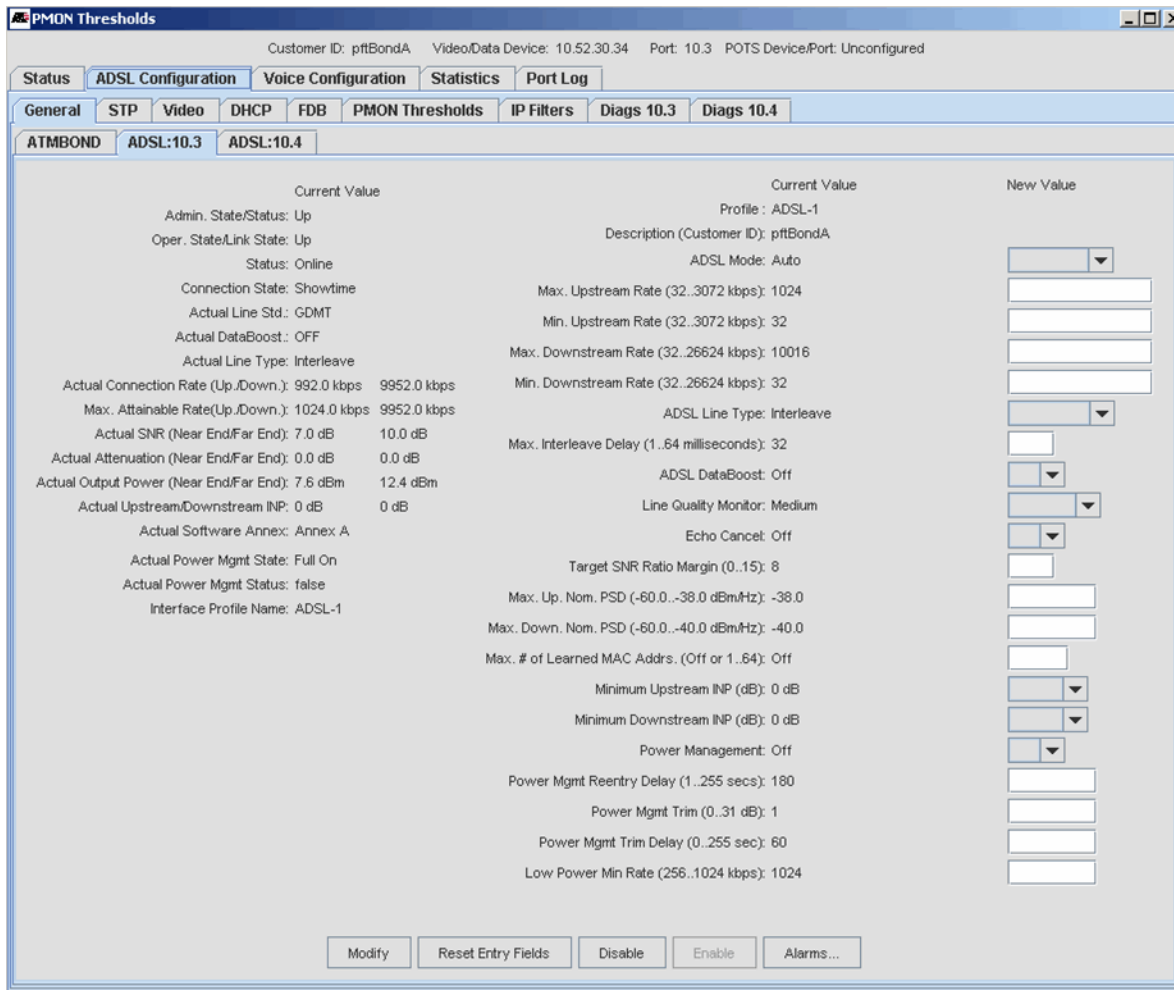 PMON Thresholds
Customer ID: pftBondA Video/Data Device: 10.52.30.34 Port: 10.3 POTS Device/Port: Unconfigured
Status ADSL Configuration Voice Configuration Statistics Port Log
General STP Video DHCP FDB PMON Thresholds IP Filters Diags 10.3 Diags 10.4
ATMBOND ADSL:10.3 ADSL:10.4
Current Value
Admin. State/Status: Up
Oper. State/Link State: Up
Status: Online
Connection State: Showtime
Actual Line Std.: GDMT
Actual DataBoost.: OFF
Actual Line Type: Interleave
Actual Connection Rate (Up./Down.): 992.0 kbps 9952.0 kbps
Max. Attainable Rate(Up./Down.): 1024.0 kbps 9952.0 kbps
Actual SNR (Near End/Far End): 7.0 dB 10.0 dB
Actual Attenuation (Near End/Far End): 0.0 dB 0.0 dB
Actual Output Power (Near End/Far End): 7.6 dBm 12.4 dBm
Actual Upstream/Downstream INP: 0 dB 0 dB
Actual Software Annex: Annex A
Actual Power Mgmt State: Full On
Actual Power Mgmt Status: false
Interface Profile Name: ADSL-1
Current Value New Value
Profile : ADSL-1
Description (Customer ID): pftBondA
ADSL Mode: Auto
Max. Upstream Rate (32..3072 kbps): 1024
Min. Upstream Rate (32..3072 kbps): 32
Max. Downstream Rate (32..26624 kbps): 10016
Min. Downstream Rate (32..26624 kbps): 32
ADSL Line Type: Interleave
Max. Interleave Delay (1..64 milliseconds): 32
ADSL DataBoost: Off
Line Quality Monitor: Medium
Echo Cancel: Off
Target SNR Ratio Margin (0..15): 8
Max. Up. Nom. PSD (-60.0..-38.0 dBm/Hz): -38.0
Max. Down. Nom. PSD (-60.0..-40.0 dBm/Hz): -40.0
Max. # of Learned MAC Addrs. (Off or 1..64): Off
Minimum Upstream INP (dB): 0 dB
Minimum Downstream INP (dB): 0 dB
Power Management: Off
Power Mgmt Reentry Delay (1..255 secs): 180
Power Mgmt Trim (0..31 dB): 1
Power Mgmt Trim Delay (0..255 sec): 60
Low Power Min Rate (256..1024 kbps): 1024
Modify Reset Entry Fields Disable Enable Alarms...